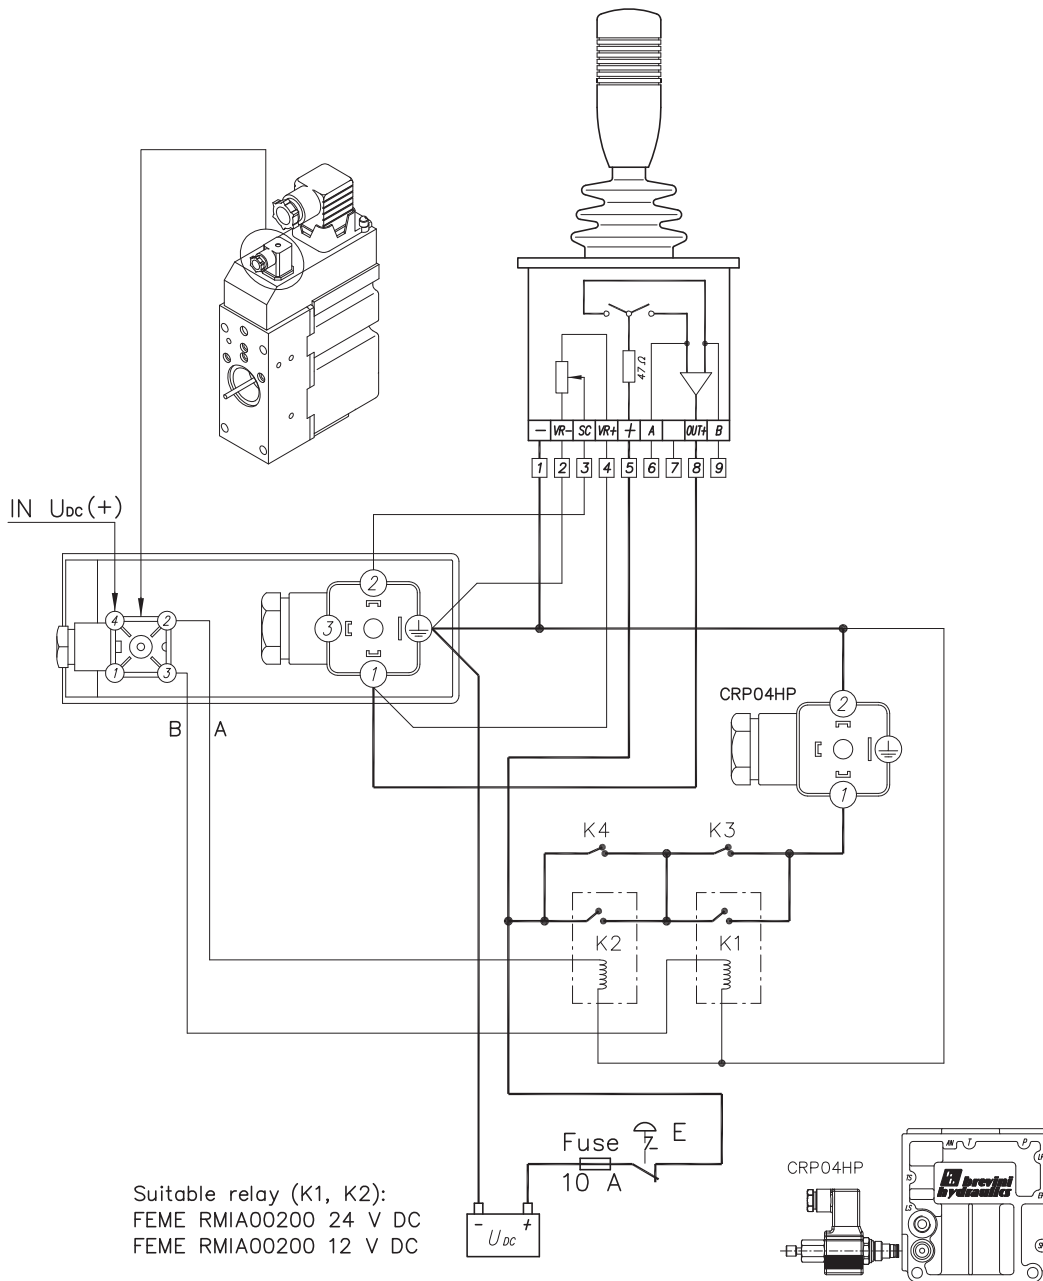 47 Ω
— VR- SC VR+ + A OUT+ B
1 2 3 4 5 6 7 8 9
IN UDC(+)
4 2
1 3
2
3
1
B A
CRP04HP
2
1
K4 K3
K2 K1
Fuse
E
10 A
CRP04HP
AN T P
LS
brevini
hydraulics
Suitable relay (K1, K2):
FEME RMIA00200 24 V DC
FEME RMIA00200 12 V DC
- +
UDC